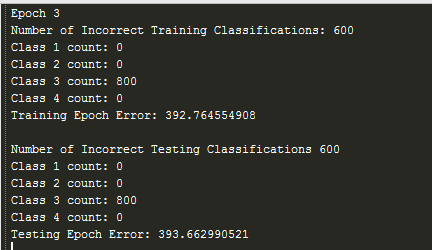 Epoch 3
Number of Incorrect Training Classifications: 600
Class 1 count: 0
Class 2 count: 0
Class 3 count: 800
Class 4 count: 0
Training Epoch Error: 392.764554908
Number of Incorrect Testing Classifications 600
Class 1 count: 0
Class 2 count: 0
Class 3 count: 800
Class 4 count: 0
Testing Epoch Error: 393.662990521